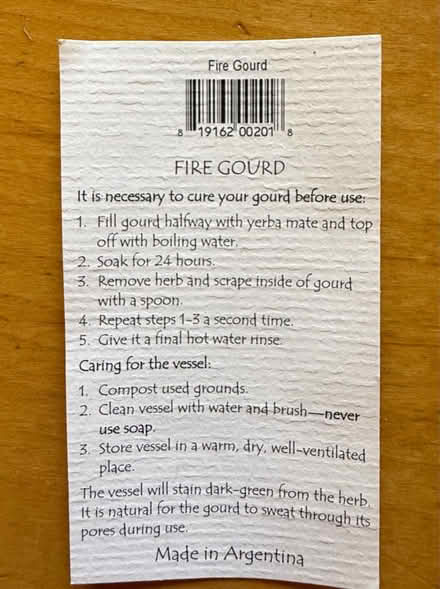 Fire Gourd
8 19162 00201 8
FIRE GOURD
It is necessary to cure your gourd before use:
1. Fill gourd halfway with yerba mate and top
off with boiling water.
2. Soak for 24 hours.
3. Remove herb and scrape inside of gourd
with a spoon.
4. Repeat steps 1-3 a second time.
5. Give it a final hot water rinse.
Caring for the vessel:
1. Compost used grounds.
2. Clean vessel with water and brush—never
use soap.
3. Store vessel in a warm, dry, well-ventilated
place.
The vessel will stain dark-green from the herb.
It is natural for the gourd to sweat through its
pores during use.
Made in Argentina